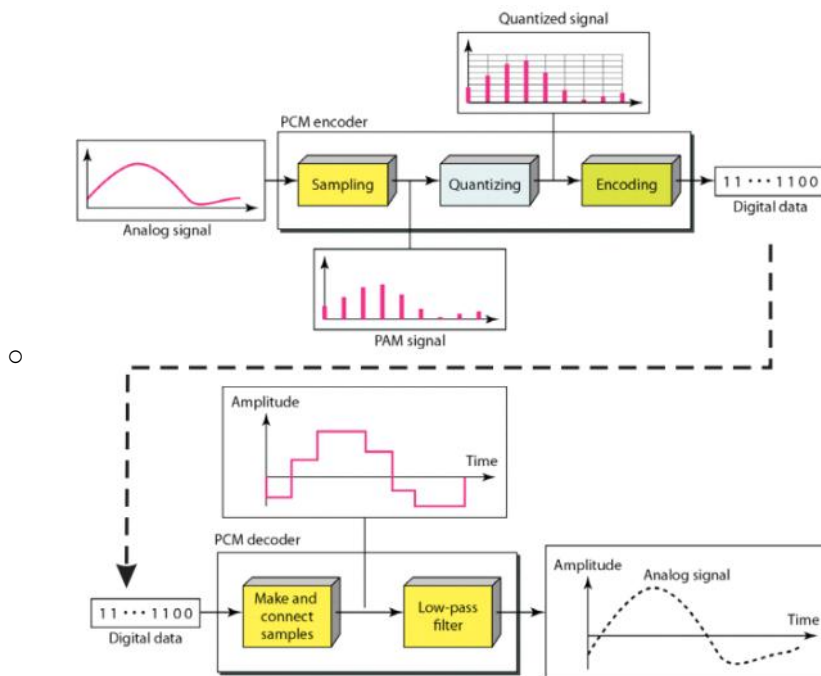 Quantized signal
PCM encoder
Sampling
Quantizing
Encoding
11 ••• 1100
Digital data
Analog signal
PAM signal
Amplitude
Time
PCM decoder
11 ••• 1100
Digital data
Make and
connect
samples
Low-pass
filter
Amplitude
Analog signal
Time